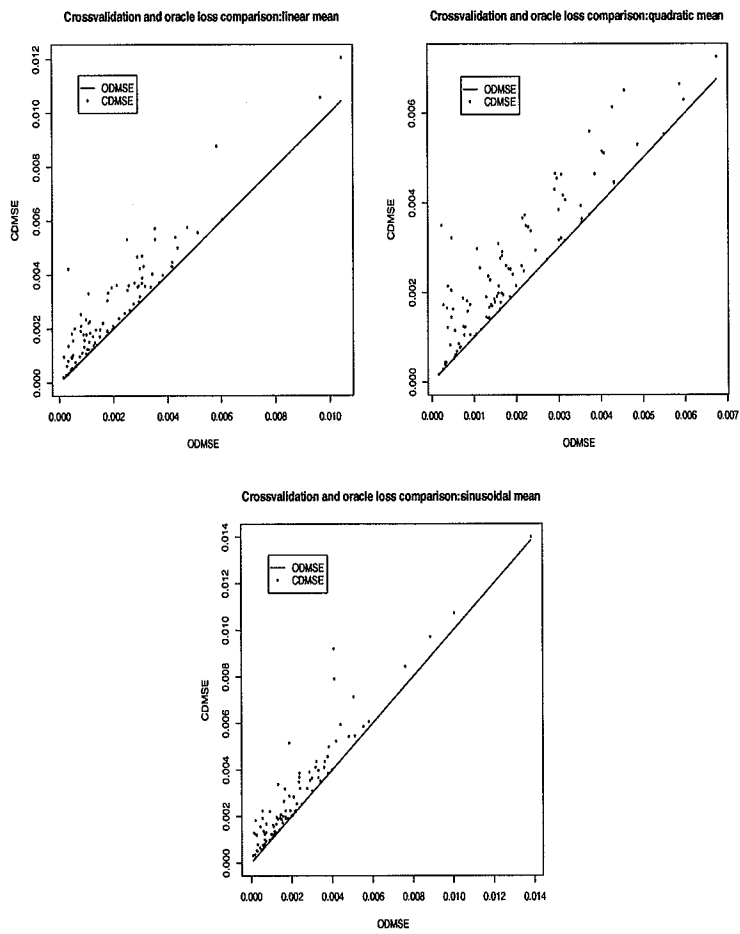 Crossvalidation and oracle loss comparison:linear mean
0.012
0.010
0.008
0.006
0.004
0.002
0.000
CDMSE
ODMSE
CDMSE
0.000 0.002 0.004 0.006 0.008 0.010
ODMSE
Crossvalidation and oracle loss comparison:quadratic mean
0.006
0.004
0.002
0.000
CDMSE
ODMSE
CDMSE
0.000 0.001 0.002 0.003 0.004 0.005 0.006 0.007
ODMSE
Crossvalidation and oracle loss comparison:sinusoidal mean
0.014
0.012
0.010
0.008
0.006
0.004
0.002
0.000
CDMSE
ODMSE
CDMSE
0.000 0.002 0.004 0.006 0.008 0.010 0.012 0.014
ODMSE